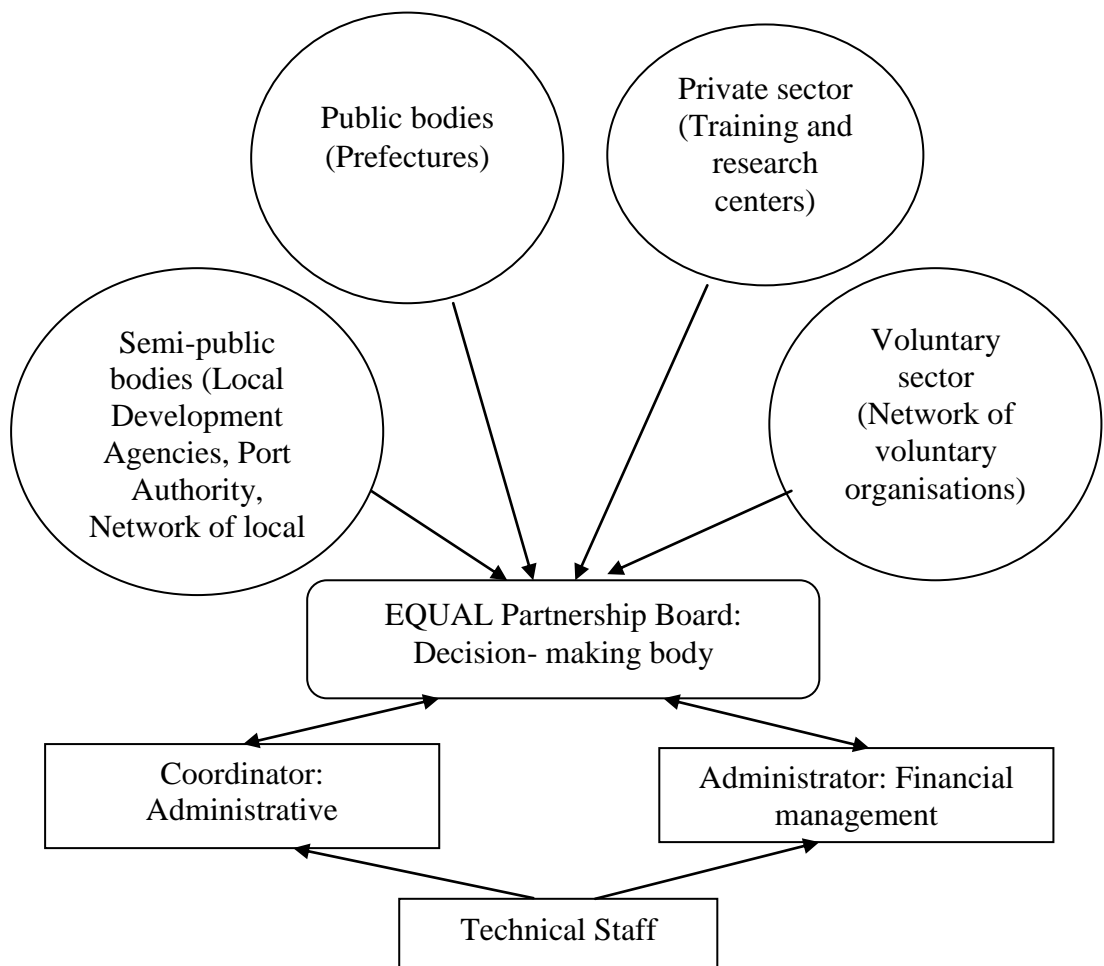 Public bodies
(Prefectures)
Private sector
(Training and
research
centers)
Semi-public
bodies (Local
Development
Agencies, Port
Authority,
Network of local
Voluntary
sector
(Network of
voluntary
organisations)
EQUAL Partnership Board:
Decision- making body
Coordinator:
Administrative
Administrator: Financial
management
Technical Staff